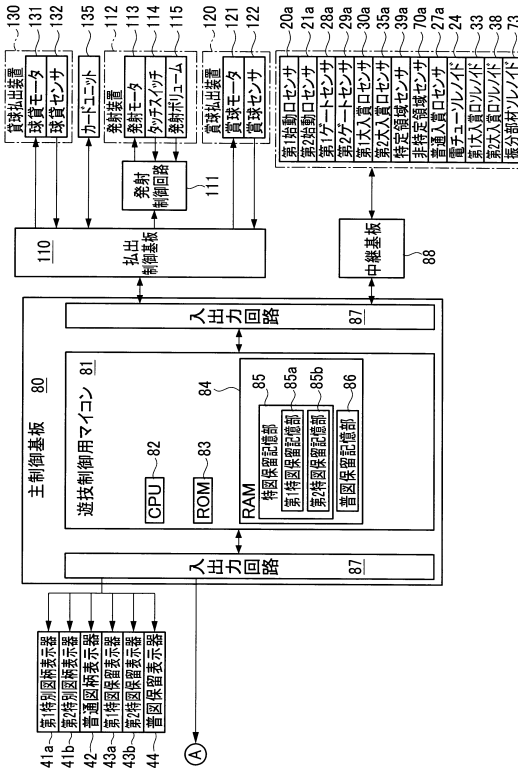 130
貸球払出装置
球貸モータ 131
球貸センサ 132
カードユニット 135
112
発射装置
発射モータ 113
タッチスイッチ 114
発射ボリューム 115
120
賞球払出装置
賞球モータ 121
賞球センサ 122
第1始動口センサ 20a
第2始動口センサ 21a
第1ゲートセンサ 28a
第2ゲートセンサ 29a
第1大入賞口センサ 30a
第2大入賞口センサ 35a
特定領域センサ 39a
非特定領域センサ 70a
普通入賞口センサ 27a
電チューソレノイド 24
第1大入賞口ソレノイド 33
第2大入賞口ソレノイド 38
振分部材ソレノイド 73
発射
制御回路
111
110
払出
制御基板
中継基板
88
主制御基板 80
入出力回路 87
遊技制御用マイコン 81
CPU 82
ROM 83
84
RAM
特図保留記憶部 85
第1特図保留記憶部 85a
第2特図保留記憶部 85b
普図保留記憶部 86
入出力回路 87
41a 第1特別図柄表示器
41b 第2特別図柄表示器
42 普通図柄表示器
43a 第1特図保留表示器
43b 第2特図保留表示器
44 普図保留表示器
A